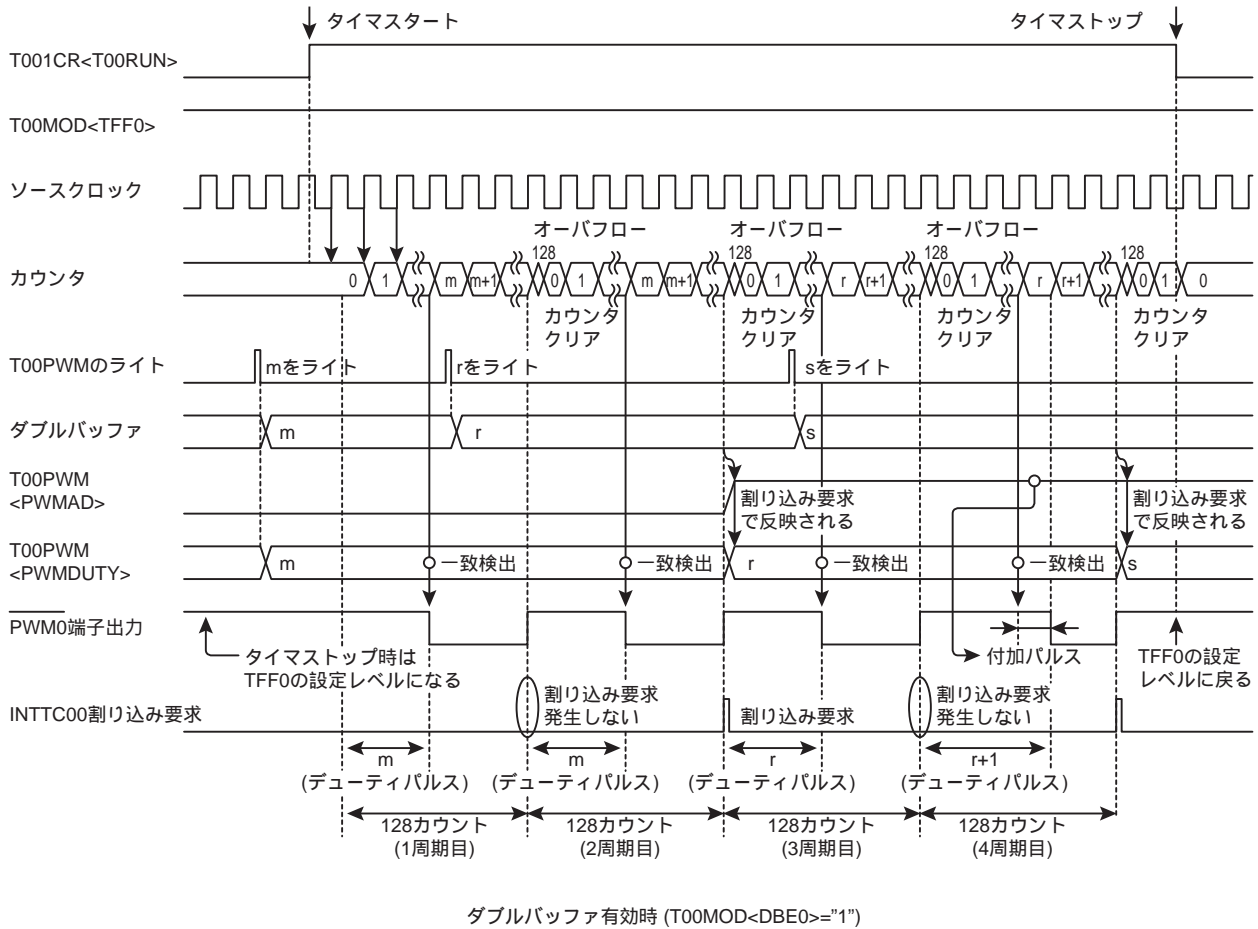 タイマスタート
タイマストップ
T001CR<T00RUN>
T00MOD<TFF0>
ソースクロック
オーバフロー オーバフロー オーバフロー
128 128 128 128
カウンタ
0 1 m m+1 0 1 m m+1 0 1 r r+1 0 1 r r+1 0 1 0
カウンタ
クリア
カウンタ
クリア
カウンタ
クリア
カウンタ
クリア
T00PWMのライト
mをライト
rをライト
sをライト
ダブルバッファ
m r s
T00PWM
<PWMAD>
割り込み要求
で反映される
割り込み要求
で反映される
T00PWM
<PWMDUTY>
m 一致検出 一致検出 r 一致検出 一致検出 s
PWM0端子出力
タイマストップ時は
TFF0の設定レベルになる
付加パルス
TFF0の設定
レベルに戻る
INTTC00割り込み要求
割り込み要求
発生しない
割り込み要求
割り込み要求
発生しない
m m r r+1
(デューティパルス) (デューティパルス) (デューティパルス) (デューティパルス)
128カウント 128カウント 128カウント 128カウント
(1周期目) (2周期目) (3周期目) (4周期目)
ダブルバッファ有効時 (T00MOD<DBE0>="1")